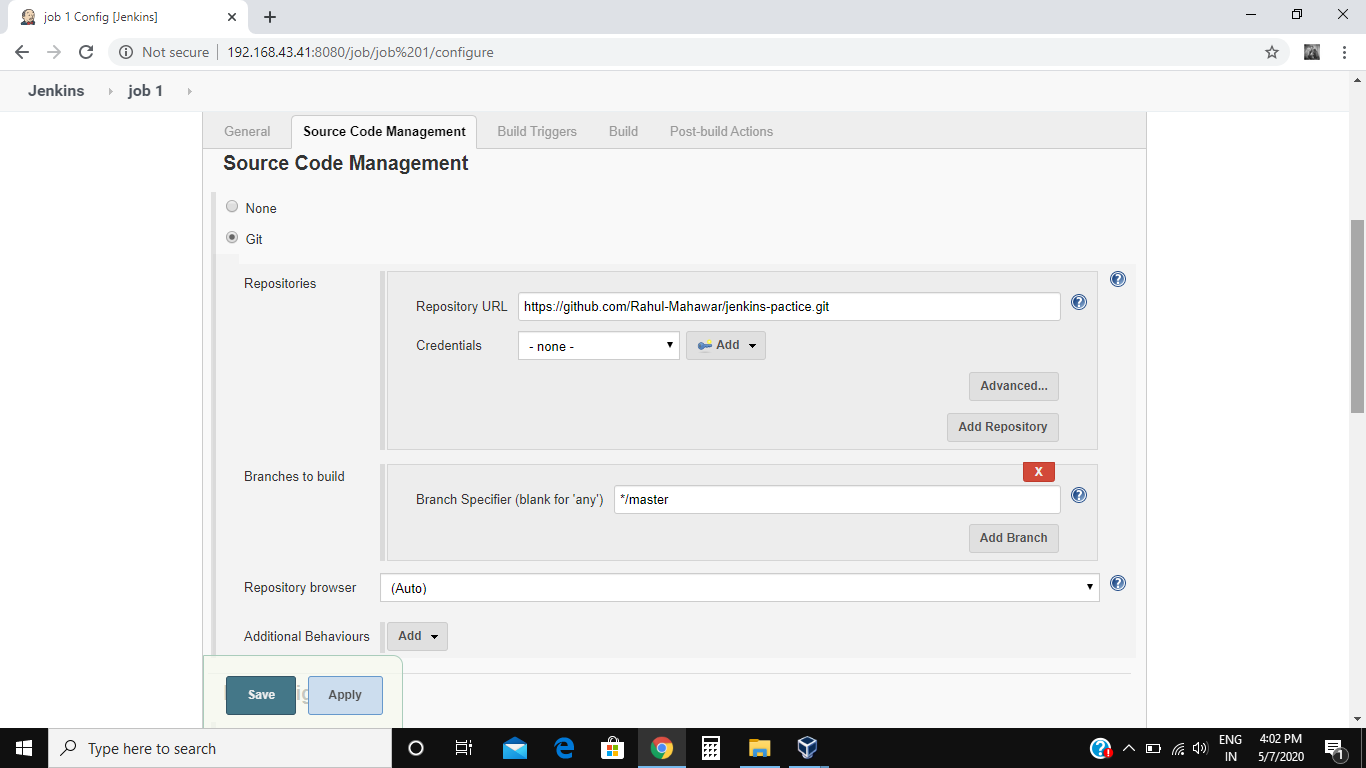 job 1 Config [Jenkins]
Not secure
192.168.43.41:8080/job/job%201/configure
Jenkins
job 1
General
Source Code Management
Build Triggers
Build
Post-build Actions
Source Code Management
None
Git
Repositories
Repository URL
https://github.com/Rahul-Mahawar/jenkins-pactice.git
Credentials
- none -
Add
Advanced...
Add Repository
Branches to build
X
Branch Specifier (blank for 'any')
*/master
Add Branch
Repository browser
(Auto)
Additional Behaviours
Add
Save
Apply
Type here to search
ENG
IN
4:02 PM
5/7/2020
1